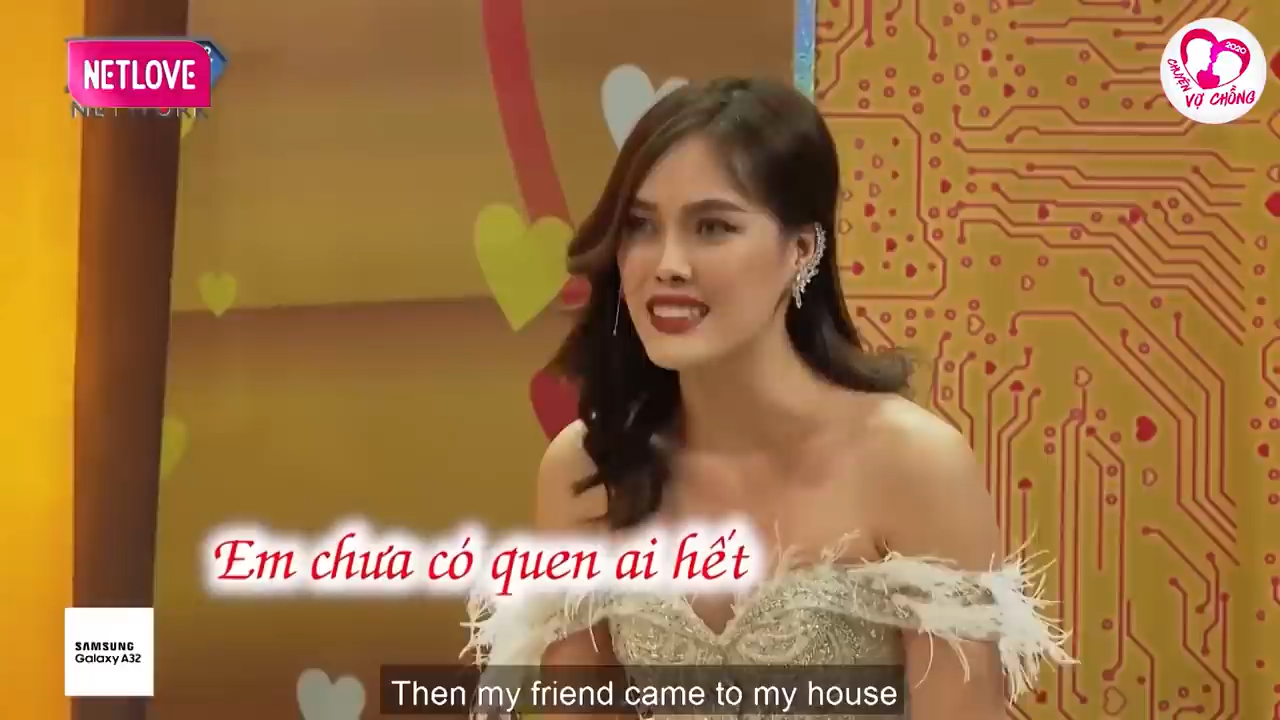 NETLOVE
NETWORK
2020
CHUYỆN
VỢ CHỒNG
Em chưa có quen ai hết
SAMSUNG
Galaxy A32
Then my friend came to my house